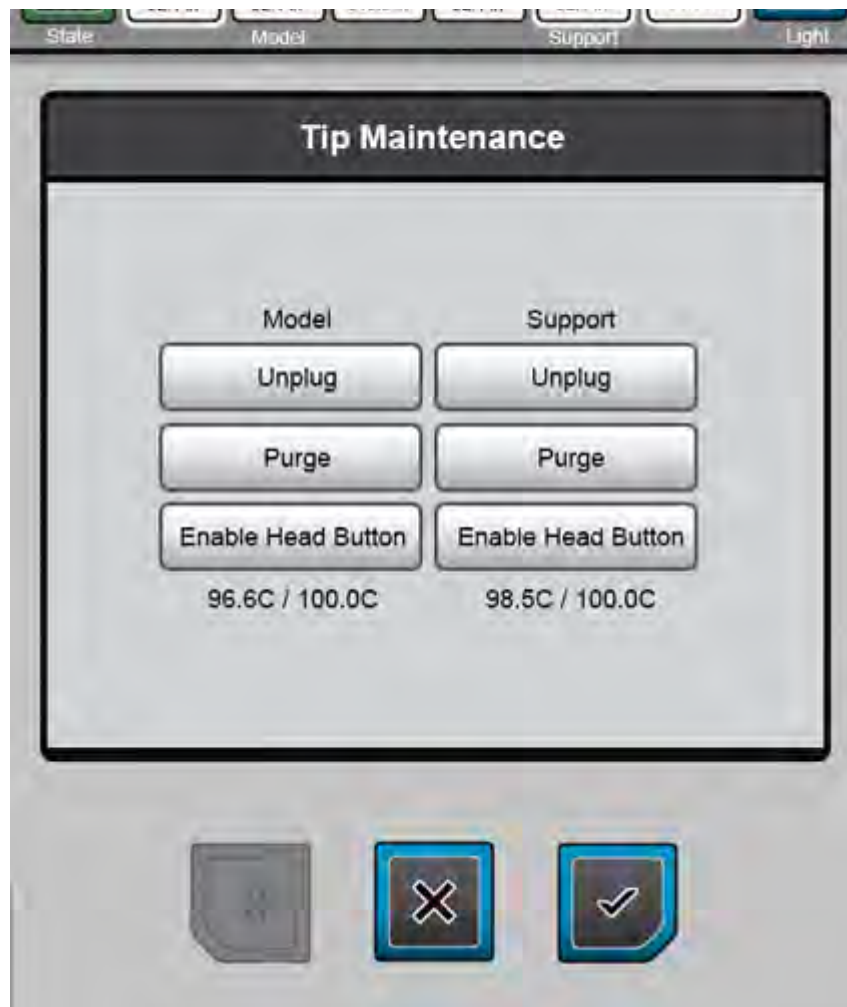 State Model Support Light
Tip Maintenance
Model Support
Unplug Unplug
Purge Purge
Enable Head Button Enable Head Button
96.6C / 100.0C 98.5C / 100.0C